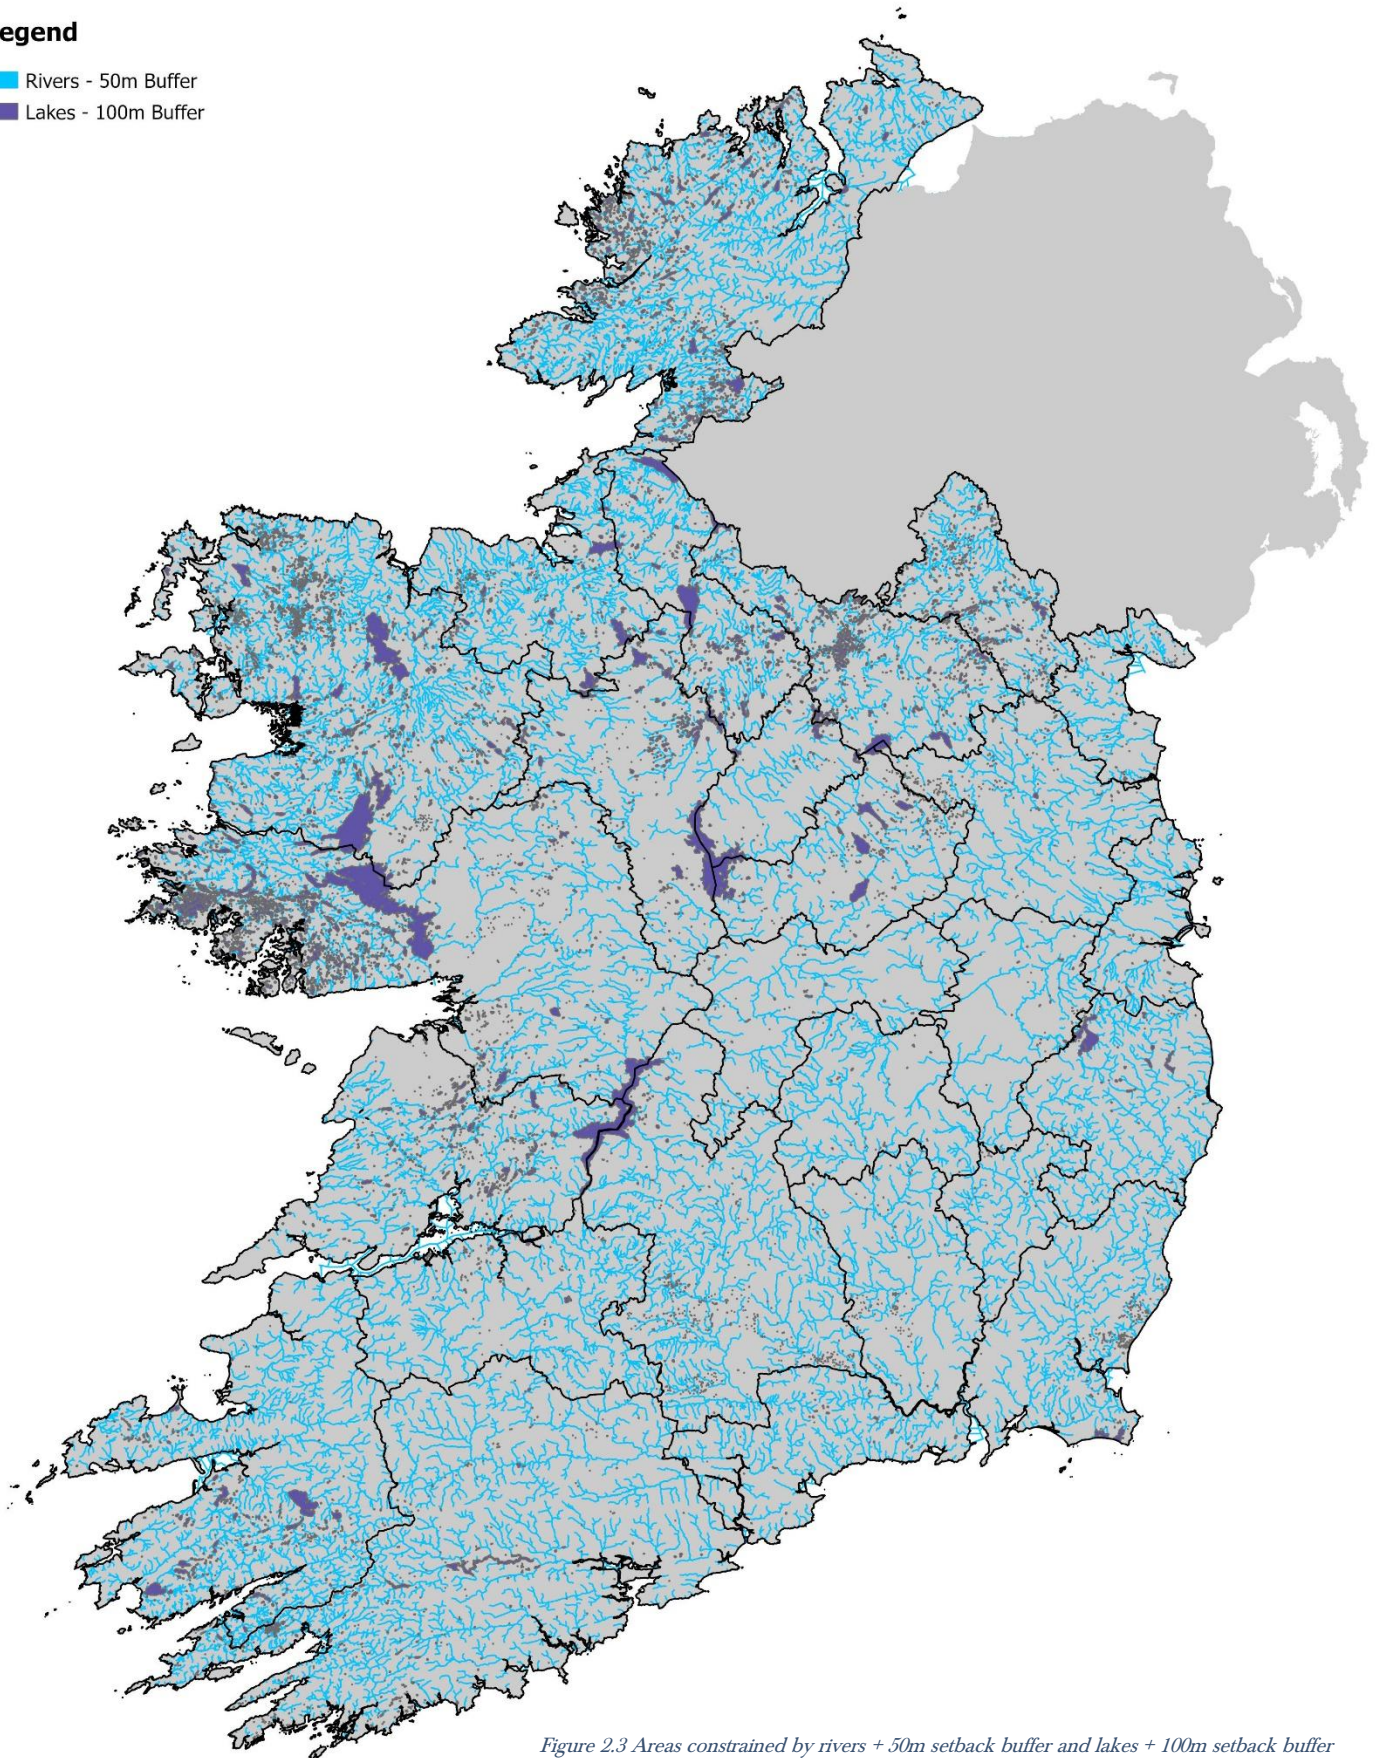 egend
Rivers - 50m Buffer
Lakes - 100m Buffer
Figure 2.3 Areas constrained by rivers + 50m setback buffer and lakes + 100m setback buffer